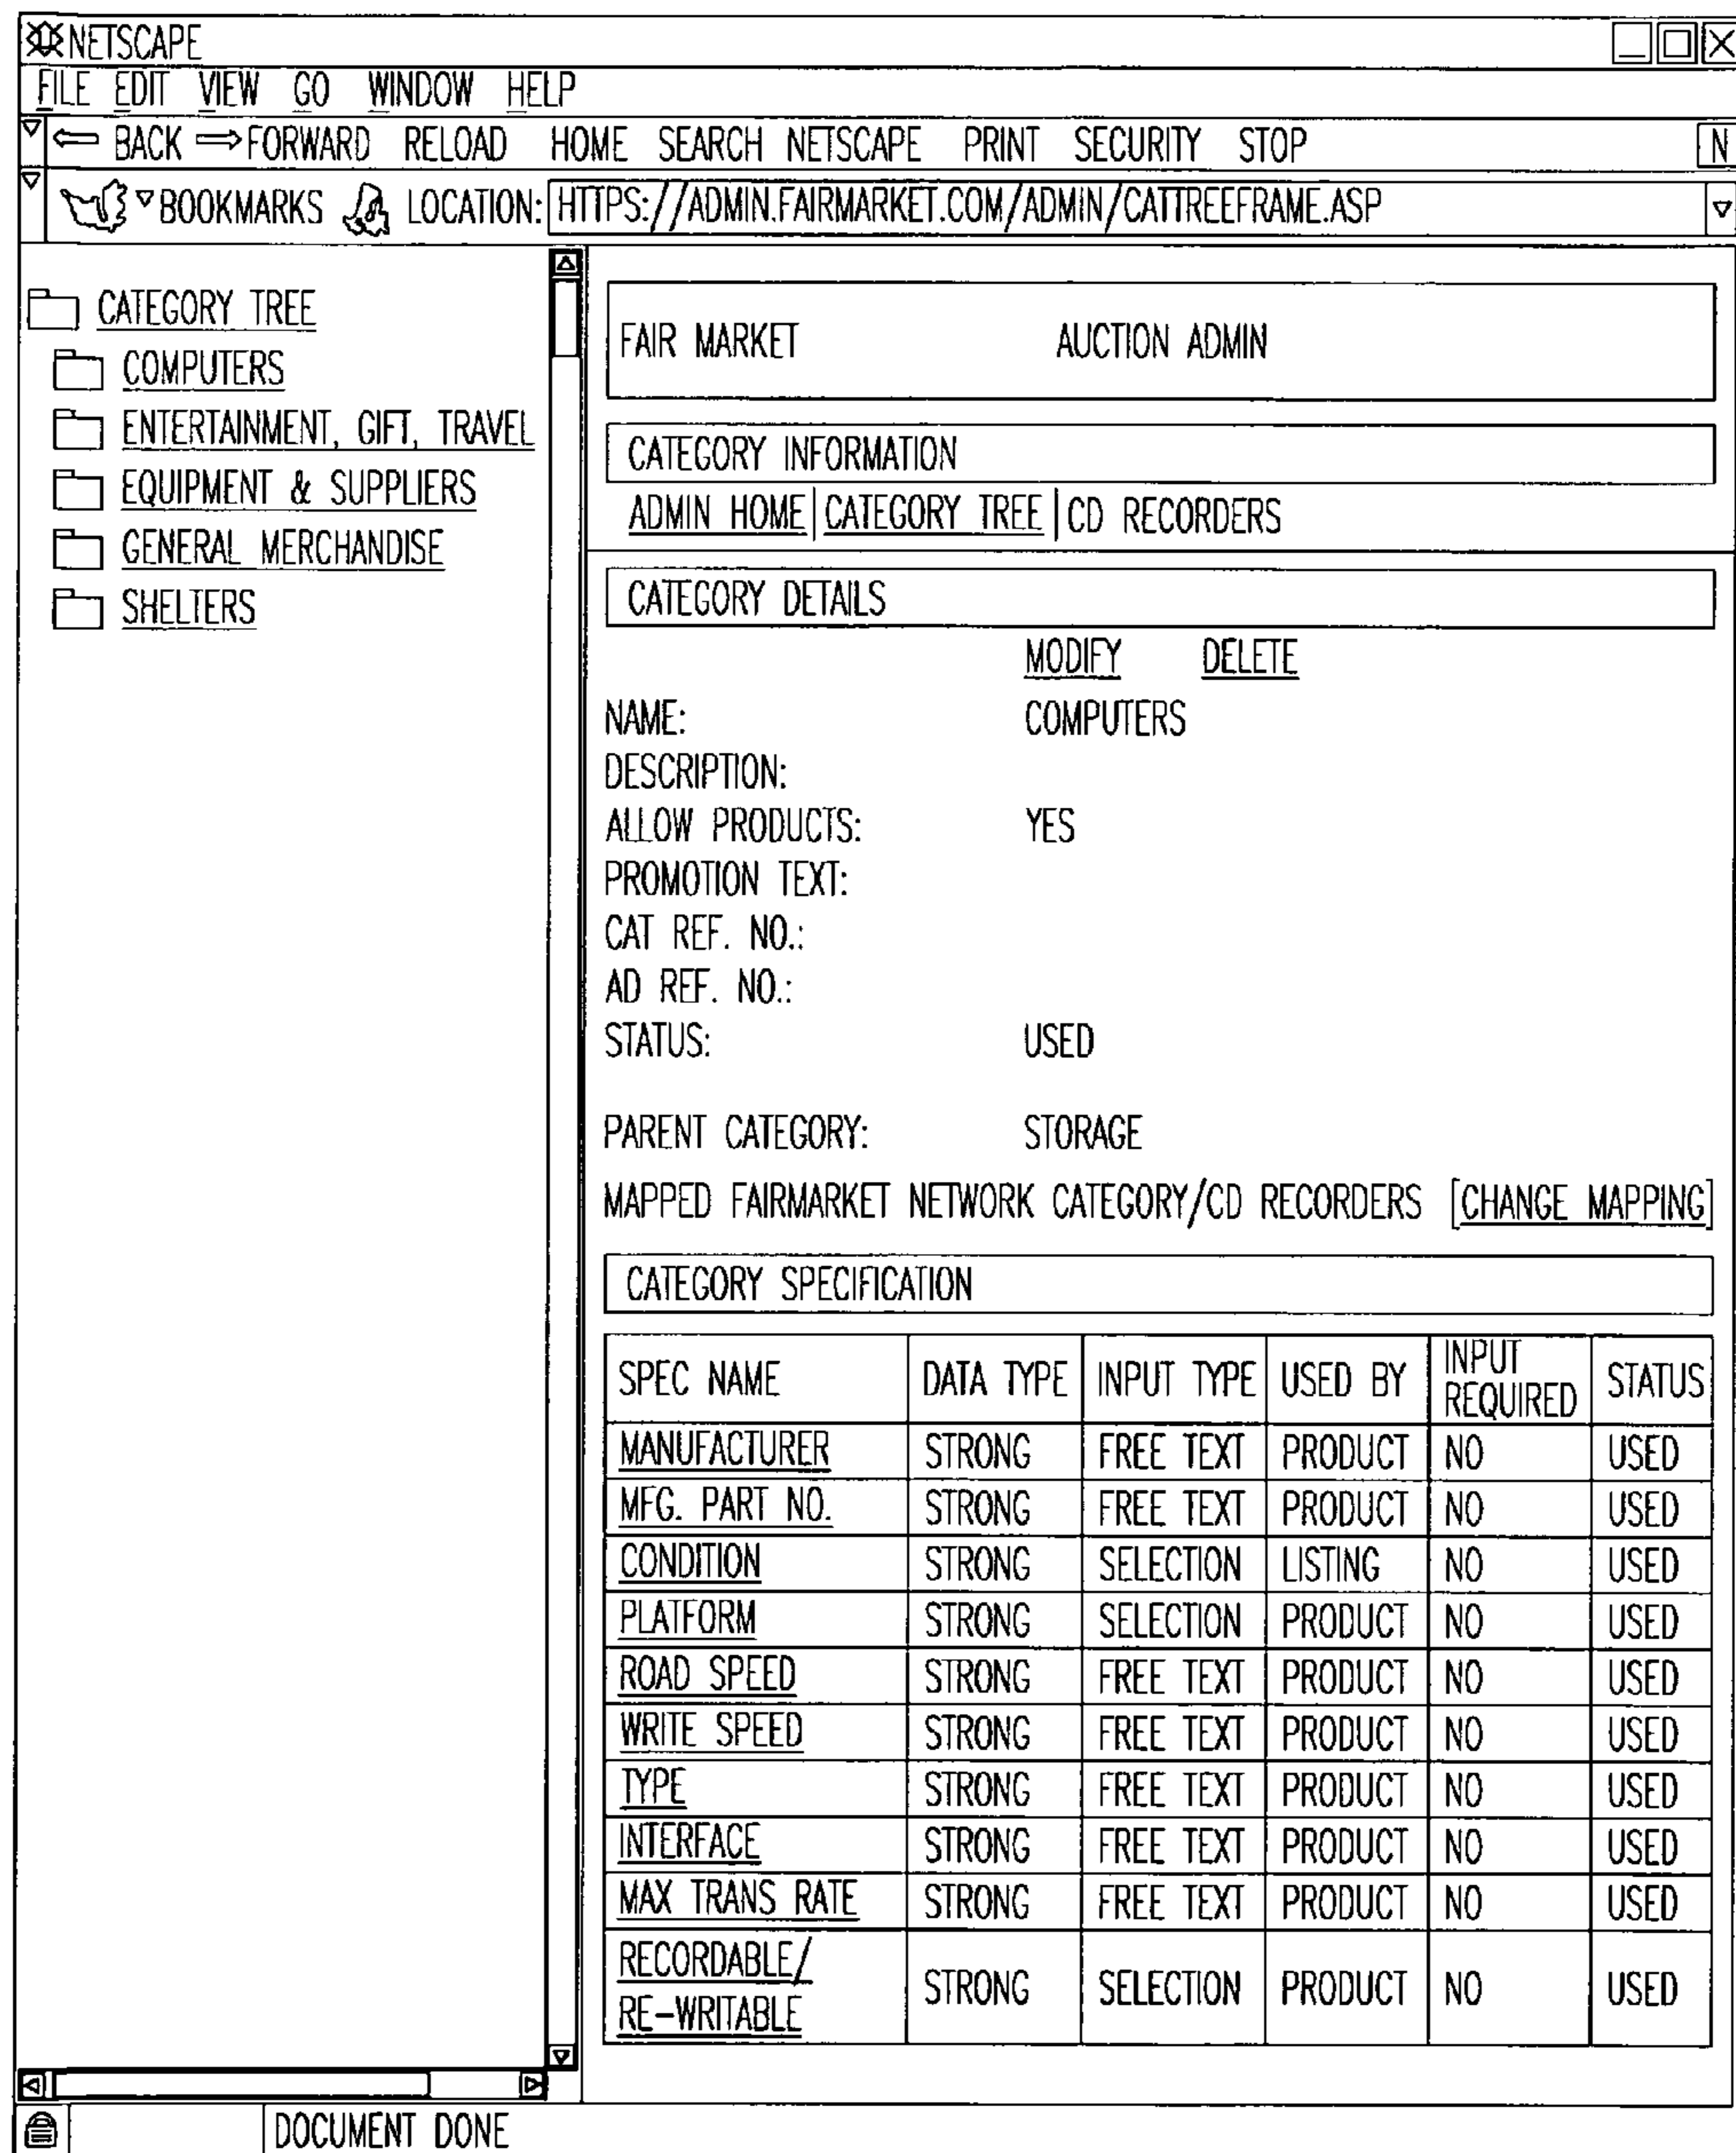 NETSCAPE
FILE EDIT VIEW GO WINDOW HELP
BACK FORWARD RELOAD HOME SEARCH NETSCAPE PRINT SECURITY STOP N
BOOKMARKS LOCATION: HTTPS://ADMIN.FAIRMARKET.COM/ADMIN/CATTREEFRAME.ASP
CATEGORY TREE
COMPUTERS
ENTERTAINMENT, GIFT, TRAVEL
EQUIPMENT & SUPPLIERS
GENERAL MERCHANDISE
SHELTERS
FAIR MARKET AUCTION ADMIN
CATEGORY INFORMATION
ADMIN HOME|CATEGORY TREE|CD RECORDERS
CATEGORY DETAILS
MODIFY DELETE
NAME: COMPUTERS
DESCRIPTION:
ALLOW PRODUCTS: YES
PROMOTION TEXT:
CAT REF. NO.:
AD REF. NO.:
STATUS: USED
PARENT CATEGORY: STORAGE
MAPPED FAIRMARKET NETWORK CATEGORY/CD RECORDERS [CHANGE MAPPING]
CATEGORY SPECIFICATION
SPEC NAME DATA TYPE INPUT TYPE USED BY INPUT REQUIRED STATUS
MANUFACTURER STRONG FREE TEXT PRODUCT NO USED
MFG. PART NO. STRONG FREE TEXT PRODUCT NO USED
CONDITION STRONG SELECTION LISTING NO USED
PLATFORM STRONG SELECTION PRODUCT NO USED
ROAD SPEED STRONG FREE TEXT PRODUCT NO USED
WRITE SPEED STRONG FREE TEXT PRODUCT NO USED
TYPE STRONG FREE TEXT PRODUCT NO USED
INTERFACE STRONG FREE TEXT PRODUCT NO USED
MAX TRANS RATE STRONG FREE TEXT PRODUCT NO USED
RECORDABLE/
RE-WRITABLE STRONG SELECTION PRODUCT NO USED
DOCUMENT DONE